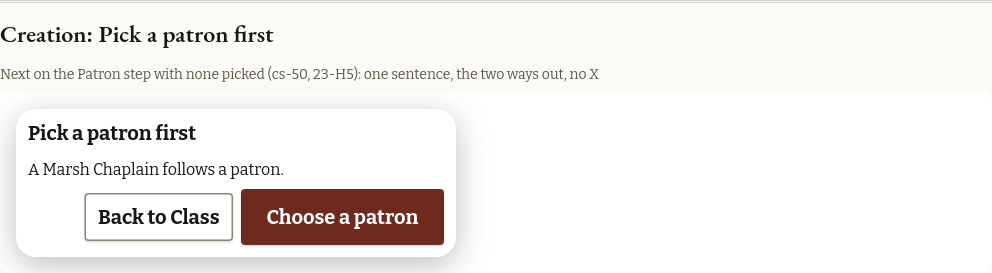 Creation: Pick a patron first
Next on the Patron step with none picked (cs-50, 23-H5): one sentence, the two ways out, no X
Pick a patron first
A Marsh Chaplain follows a patron.
Back to Class
Choose a patron